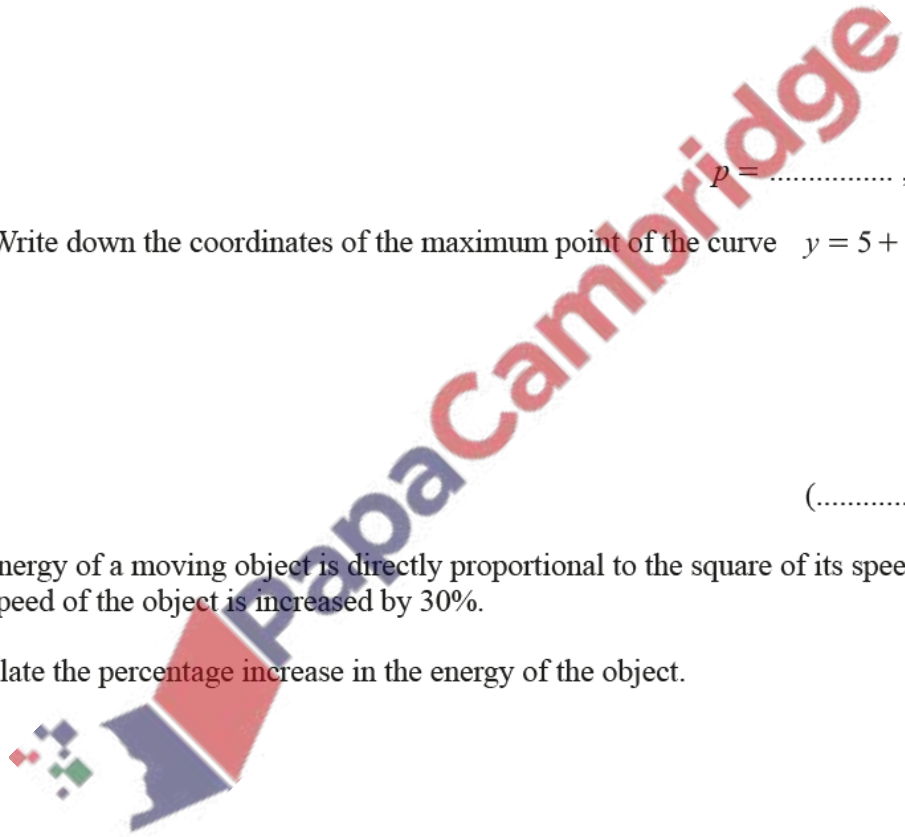 p = ................ ,
Write down the coordinates of the maximum point of the curve y = 5 +
(............
nergy of a moving object is directly proportional to the square of its spee
peed of the object is increased by 30%.
late the percentage increase in the energy of the object.
PapaCambridge